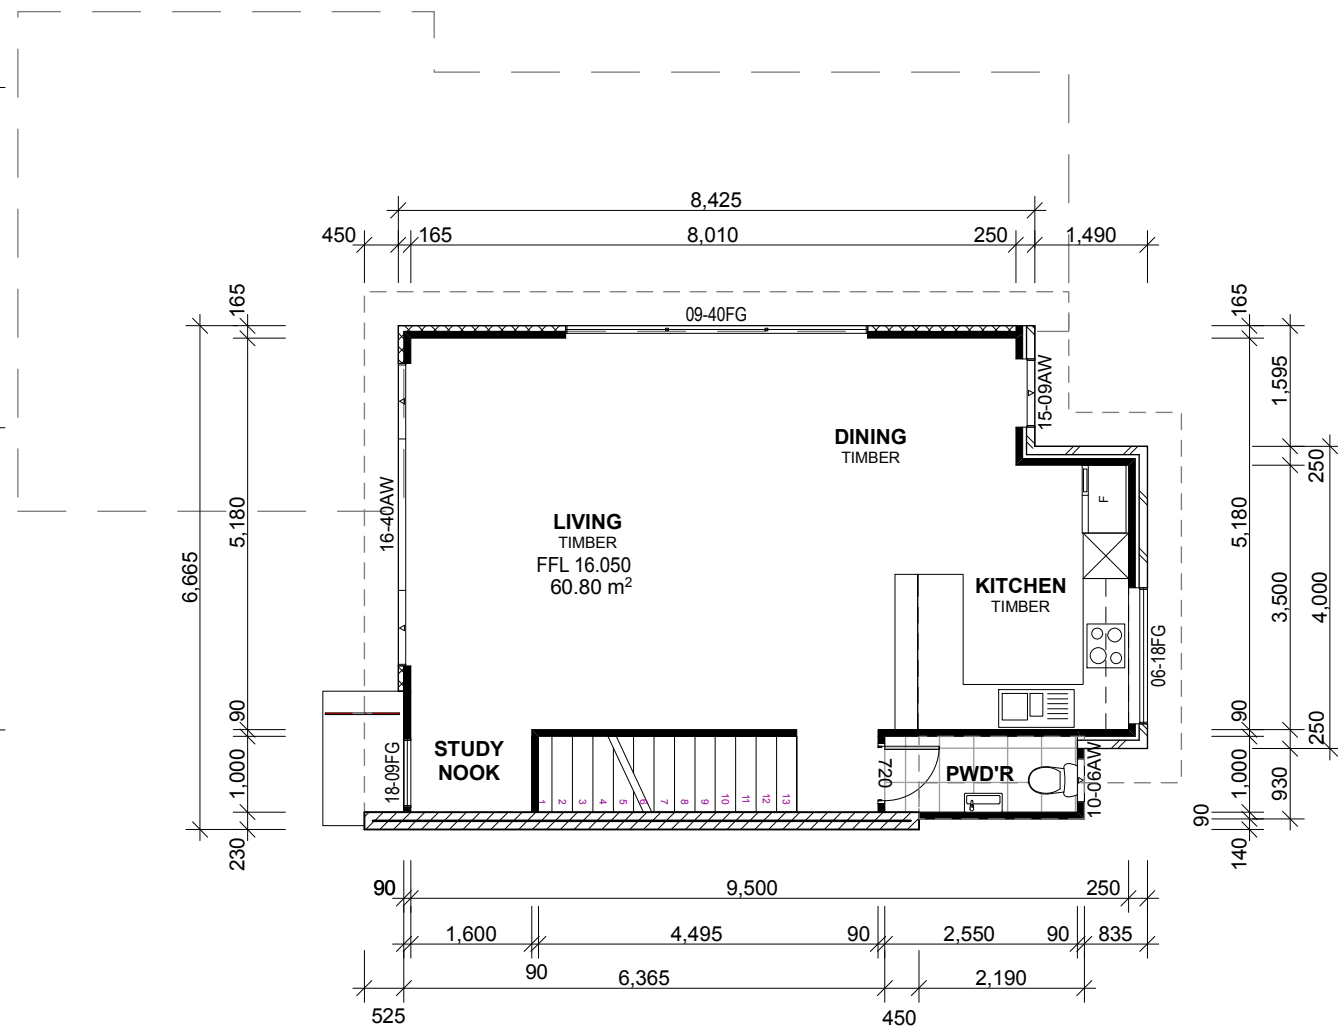 8,425
450
165
8,010
250
1,490
165
5,180
6,665
90
1,000
230
09-40FG
15-09AW
16-40AW
DINING
TIMBER
LIVING
TIMBER
FFL 16.050
60.80 m²
F
KITCHEN
TIMBER
06-18FG
165
1,595
250
5,180
3,500
4,000
90
250
1,000
930
90
140
18-09FG
STUDY
NOOK
1
2
3
4
5
6
7
8
9
10
11
12
13
720
PWD'R
10-06AW
90
9,500
250
1,600
4,495
90
2,550
90
835
90
6,365
2,190
525
450